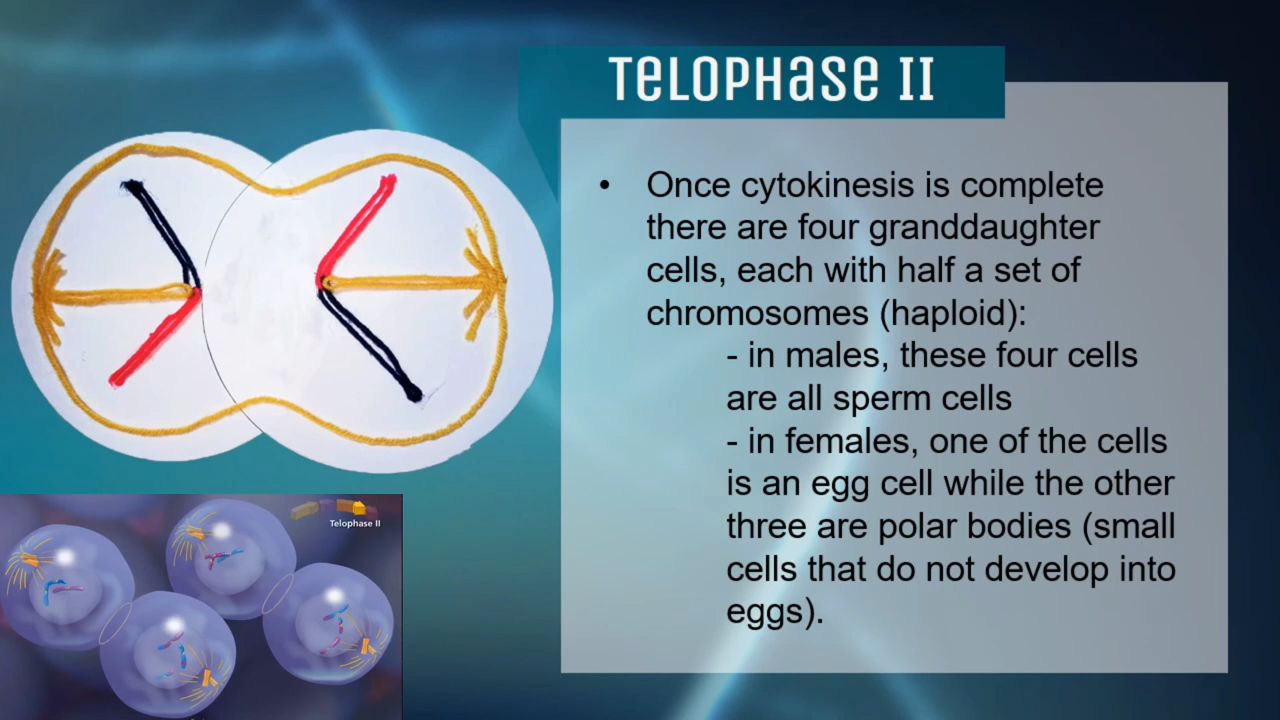 TELOPHASE II
• Once cytokinesis is complete
there are four granddaughter
cells, each with half a set of
chromosomes (haploid):
- in males, these four cells
are all sperm cells
- in females, one of the cells
is an egg cell while the other
three are polar bodies (small
cells that do not develop into
eggs).
Telophase II